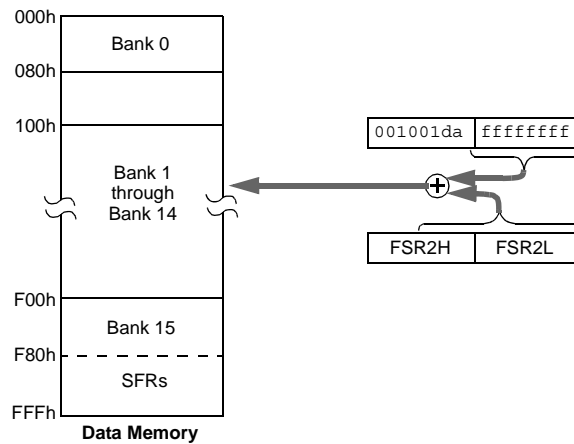 000h
Bank 0
080h
100h
001001da ffffffff
Bank 1
through
Bank 14
FSR2H FSR2L
F00h
Bank 15
F80h
SFRs
FFFh
Data Memory